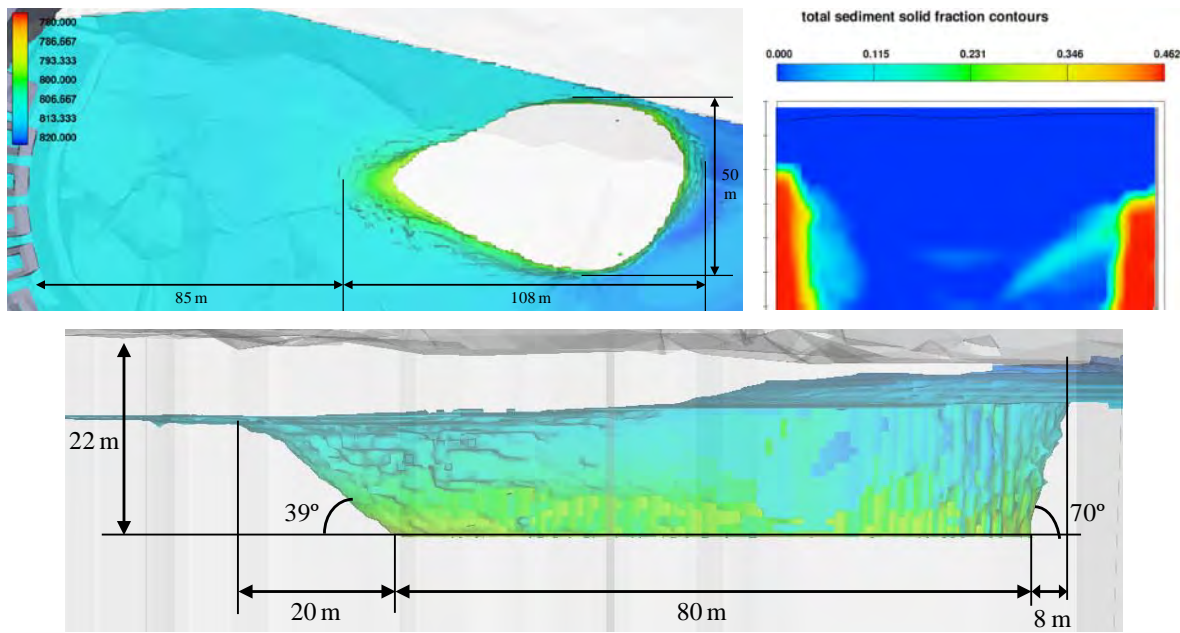 780.000
786.667
793.333
800.000
806.667
813.333
820.000
50
m
85 m
108 m
total sediment solid fraction contours
0.000 0.115 0.231 0.346 0.462
22 m
39º
70º
20 m
80 m
8 m